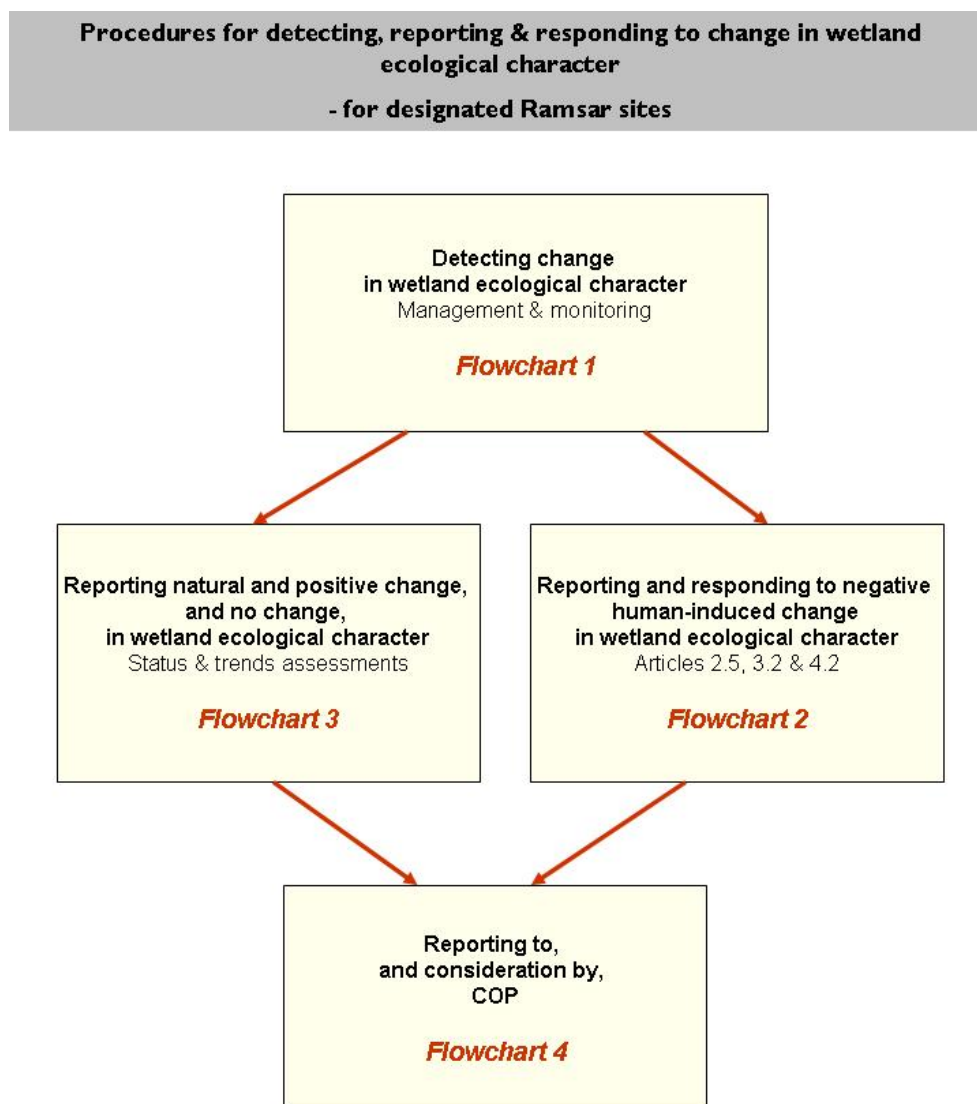 Procedures for detecting, reporting & responding to change in wetland
ecological character
- for designated Ramsar sites
Detecting change
in wetland ecological character
Management & monitoring
Flowchart 1
Reporting natural and positive change,
and no change,
in wetland ecological character
Status & trends assessments
Flowchart 3
Reporting and responding to negative
human-induced change
in wetland ecological character
Articles 2.5, 3.2 & 4.2
Flowchart 2
Reporting to,
and consideration by,
COP
Flowchart 4